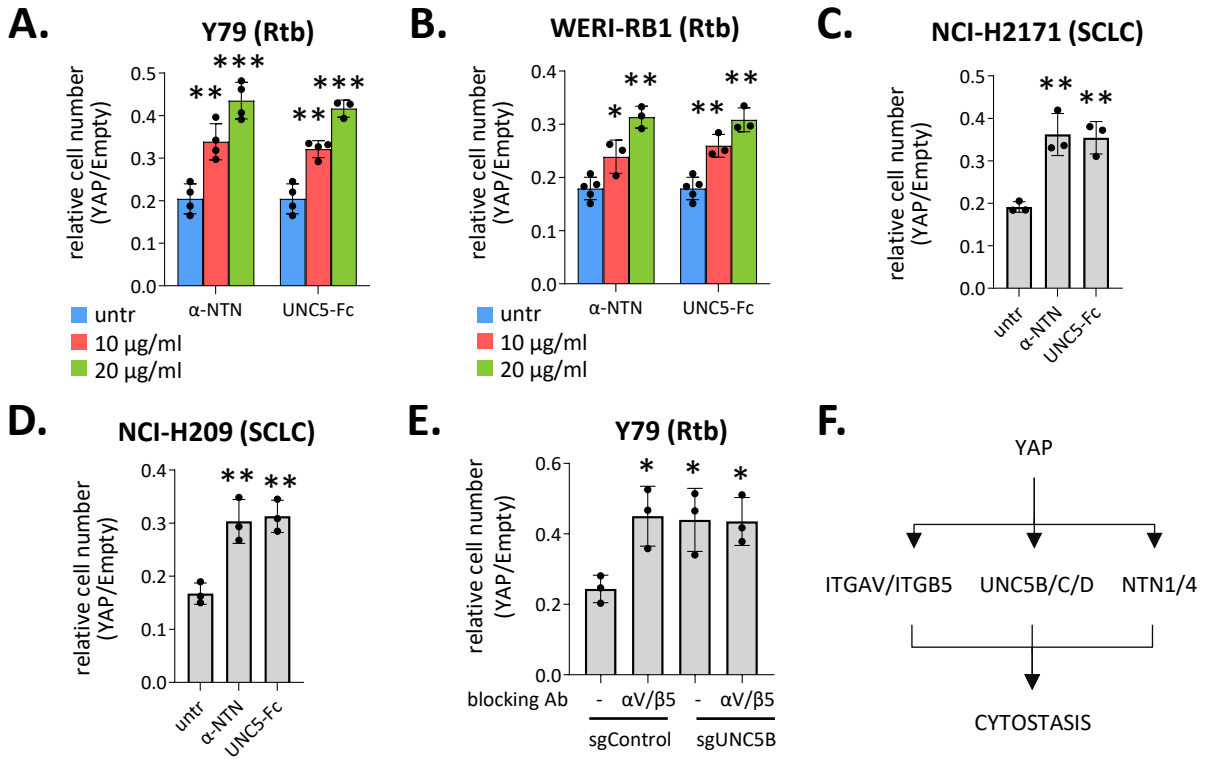 A.
Y79 (Rtb)
relative cell number
(YAP/Empty)
0.5
0.4
0.3
0.2
0.1
0.0
** *** ** ***
α-NTN UNC5-Fc
untr
10 µg/ml
20 µg/ml
B.
WERI-RB1 (Rtb)
relative cell number
(YAP/Empty)
0.4
0.3
0.2
0.1
0.0
* ** ** **
α-NTN UNC5-Fc
untr
10 µg/ml
20 µg/ml
C.
NCI-H2171 (SCLC)
relative cell number
(YAP/Empty)
0.5
0.4
0.3
0.2
0.1
0.0
** **
untr
α-NTN
UNC5-Fc
D.
NCI-H209 (SCLC)
relative cell number
(YAP/Empty)
0.4
0.3
0.2
0.1
0.0
** **
untr
α-NTN
UNC5-Fc
E.
Y79 (Rtb)
relative cell number
(YAP/Empty)
0.6
0.4
0.2
0.0
* * *
blocking Ab - αV/β5 - αV/β5
sgControl sgUNC5B
F.
YAP
ITGAV/ITGB5 UNC5B/C/D NTN1/4
CYTOSTASIS